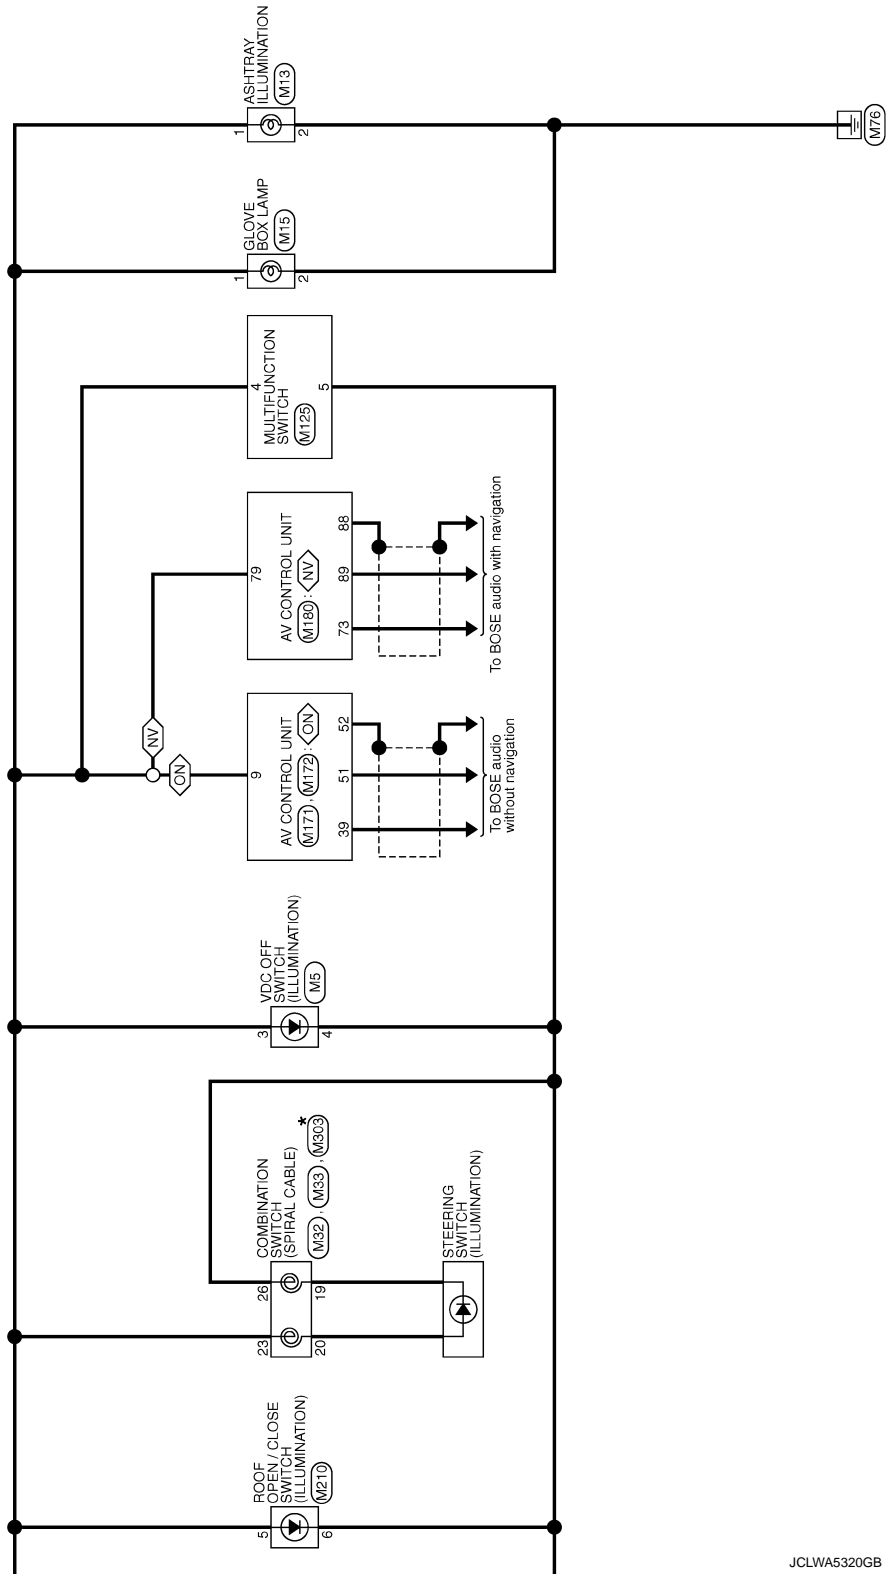 ASHTRAY
ILLUMINATION
M13
1
2
M76
GLOVE
BOX LAMP
M15
1
2
MULTIFUNCTION
SWITCH
M125
4
5
AV CONTROL UNIT
M180 : NV
79
73
89
88
To BOSE audio with navigation
NV
ON
AV CONTROL UNIT
M171 , M172 : ON
9
39
51
52
To BOSE audio
without navigation
VDC OFF
SWITCH
(ILLUMINATION)
M5
3
4
COMBINATION
SWITCH
(SPIRAL CABLE)
M32 , M33 , M303 *
23
26
20
19
STEERING
SWITCH
(ILLUMINATION)
ROOF
OPEN / CLOSE
SWITCH
(ILLUMINATION)
M210
5
6
JCLWA5320GB